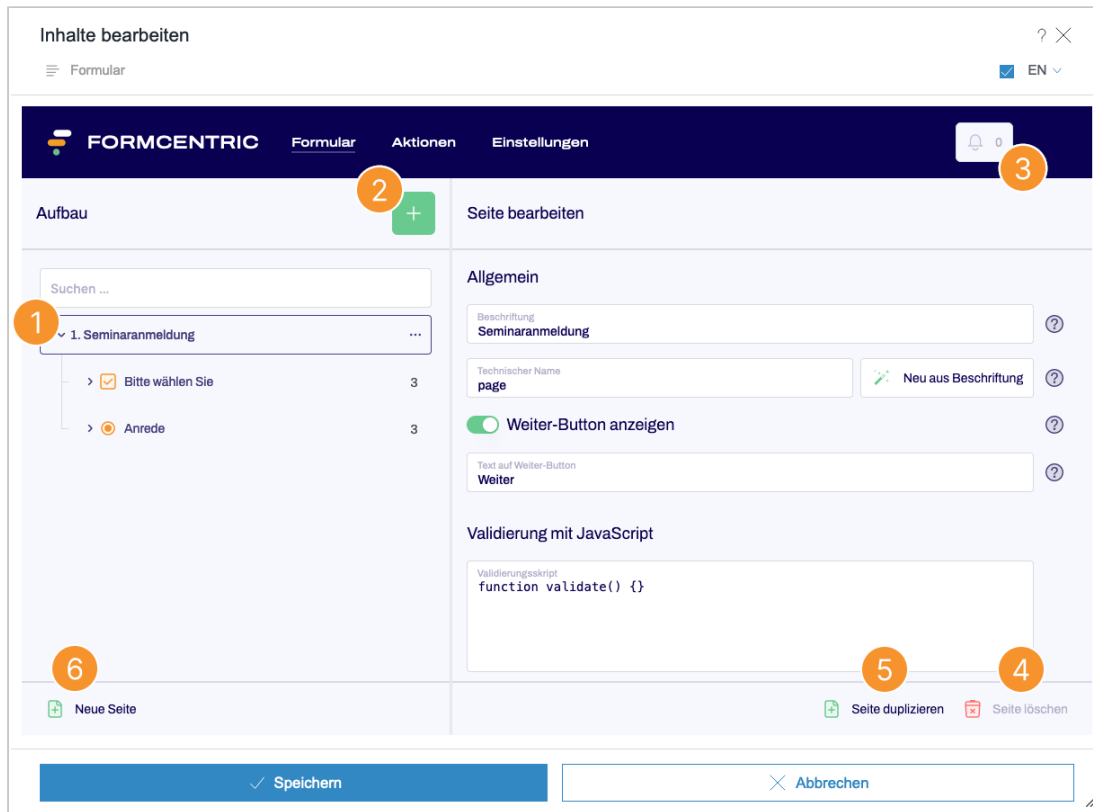 Inhalte bearbeiten
?
Formular
EN
FORMCENTRIC
Formular
Aktionen
Einstellungen
0
3
2
Aufbau
+
Seite bearbeiten
Suchen ...
Allgemein
1
1. Seminaranmeldung
...
Beschriftung
Seminaranmeldung
?
Bitte wählen Sie
3
Technischer Name
page
Neu aus Beschriftung
?
Anrede
3
Weiter-Button anzeigen
?
Text auf Weiter-Button
Weiter
?
Validierung mit JavaScript
Validierungsskript
function validate() {}
6
5
4
Neue Seite
Seite duplizieren
Seite löschen
Speichern
Abbrechen